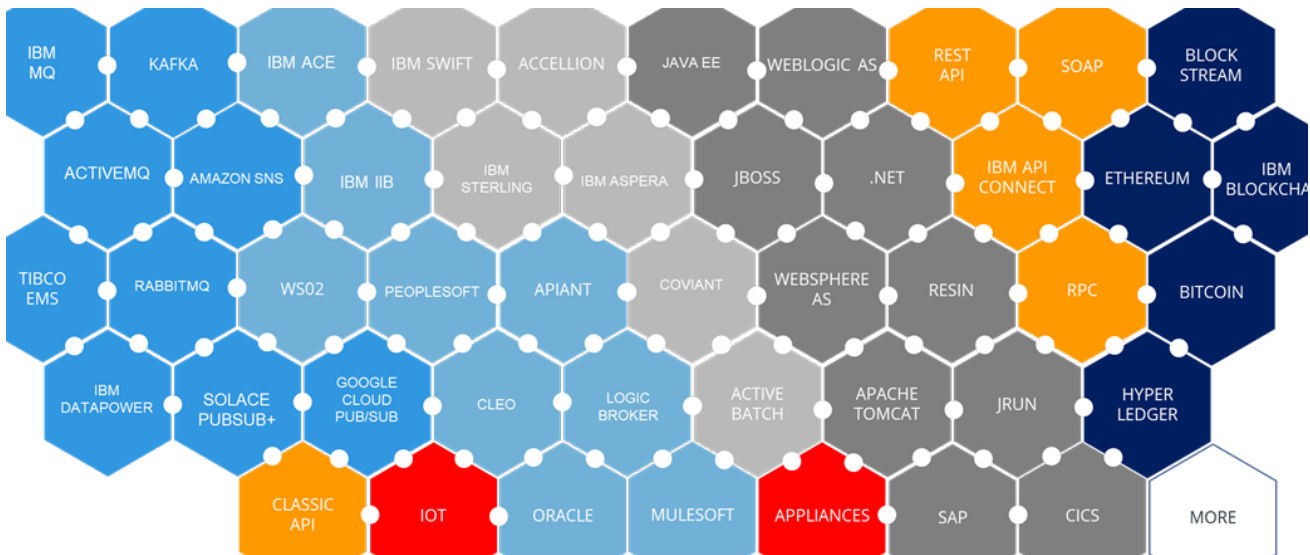 IBM
MQ
KAFKA
IBM ACE
IBM SWIFT
ACCELLION
JAVA EE
WEBLOGIC AS
REST
API
SOAP
BLOCK
STREAM
ACTIVEMQ
AMAZON SNS
IBM IIB
IBM
STERLING
IBM ASPERA
JBOSS
.NET
IBM API
CONNECT
ETHEREUM
IBM
BLOCKCHA
TIBCO
EMS
RABBITMQ
WS02
PEOPLESOFT
APIANT
COVIANT
WEBSPHERE
AS
RESIN
RPC
BITCOIN
IBM
DATAPOWER
SOLACE
PUBSUB+
GOOGLE
CLOUD
PUB/SUB
CLEO
LOGIC
BROKER
ACTIVE
BATCH
APACHE
TOMCAT
JRUN
HYPER
LEDGER
CLASSIC
API
IOT
ORACLE
MULESOFT
APPLIANCES
SAP
CICS
MORE